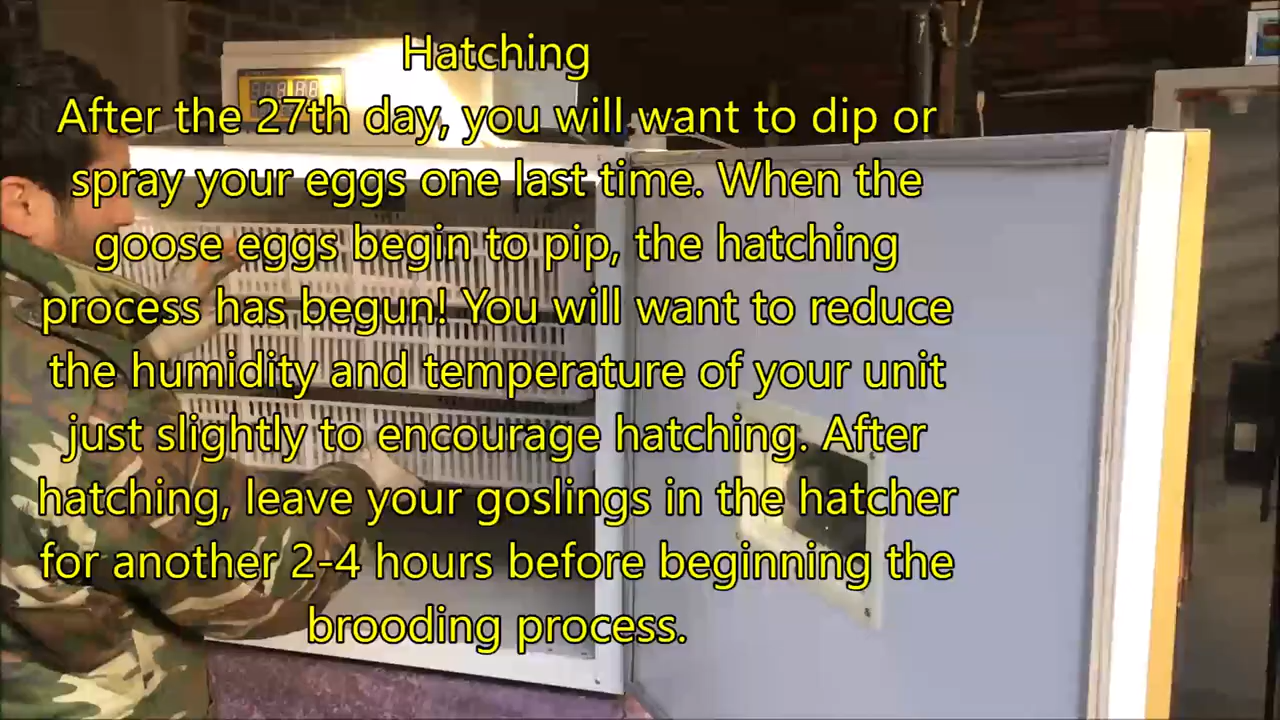 Hatching
After the 27th day, you will want to dip or
spray your eggs one last time. When the
goose eggs begin to pip, the hatching
process has begun! You will want to reduce
the humidity and temperature of your unit
just slightly to encourage hatching. After
hatching, leave your goslings in the hatcher
for another 2-4 hours before beginning the
brooding process.